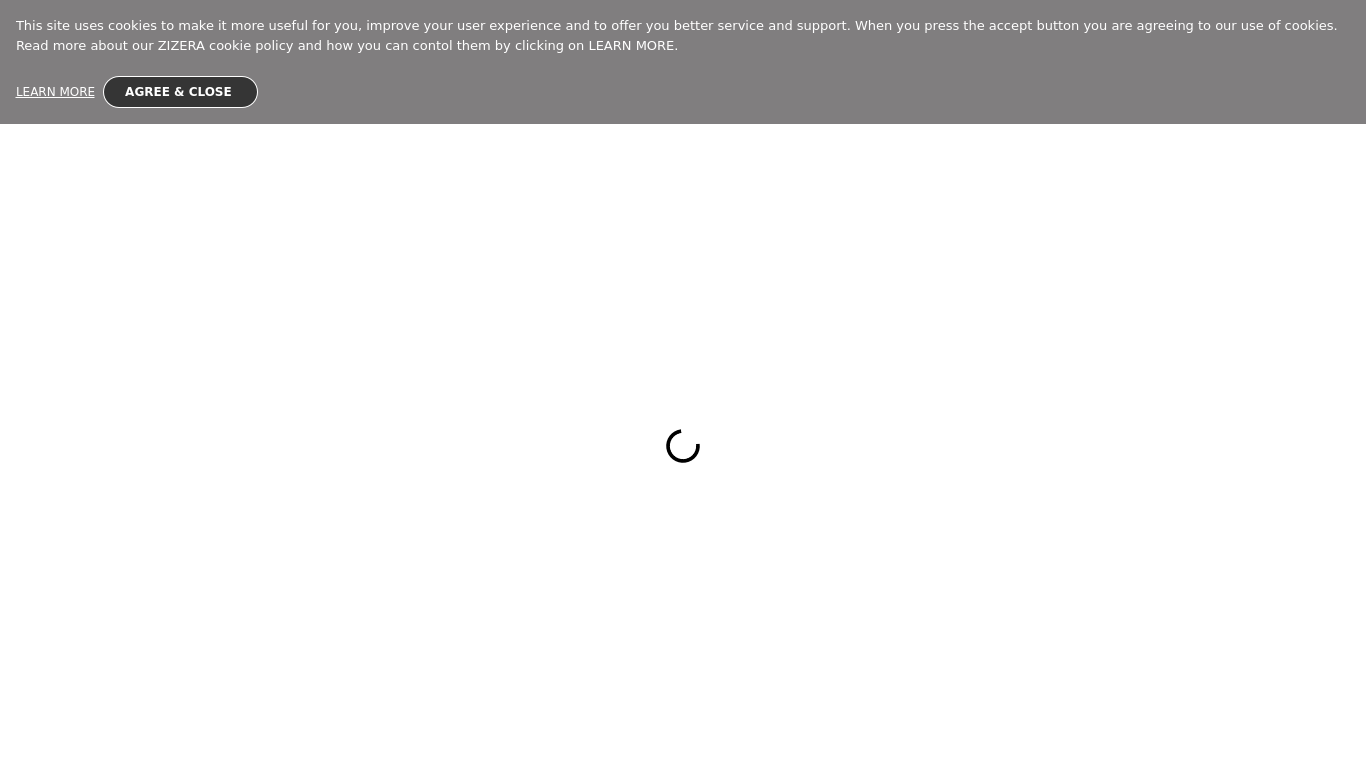 This site uses cookies to make it more useful for you, improve your user experience and to offer you better service and support. When you press the accept button you are agreeing to our use of cookies.
Read more about our ZIZERA cookie policy and how you can contol them by clicking on LEARN MORE.
LEARN MORE AGREE & CLOSE